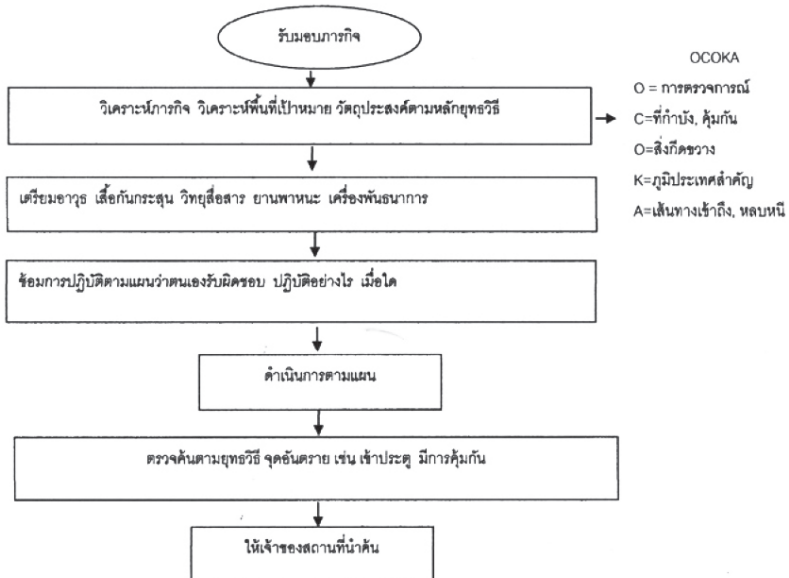 รับมอบภารกิจ
วิเคราะห์ภารกิจ วิเคราะห์พื้นที่เป้าหมาย วัตถุประสงค์ตามหลักยุทธวิธี
OCOKA
O = การตรวจการณ์
C=ที่กำบัง, คุ้มกัน
O=สิ่งกีดขวาง
K=ภูมิประเทศสำคัญ
A=เส้นทางเข้าถึง, หลบหนี
เตรียมอาวุธ เสื้อกันกระสุน วิทยุสื่อสาร ยานพาหนะ เครื่องพันธนาการ
ซ้อมการปฏิบัติตามแผนว่าตนเองรับผิดชอบ ปฏิบัติอย่างไร เมื่อใด
ดำเนินการตามแผน
ตรวจค้นตามยุทธวิธี จุดอันตราย เช่น เข้าประตู มีการคุ้มกัน
ให้เจ้าของสถานที่นำค้น